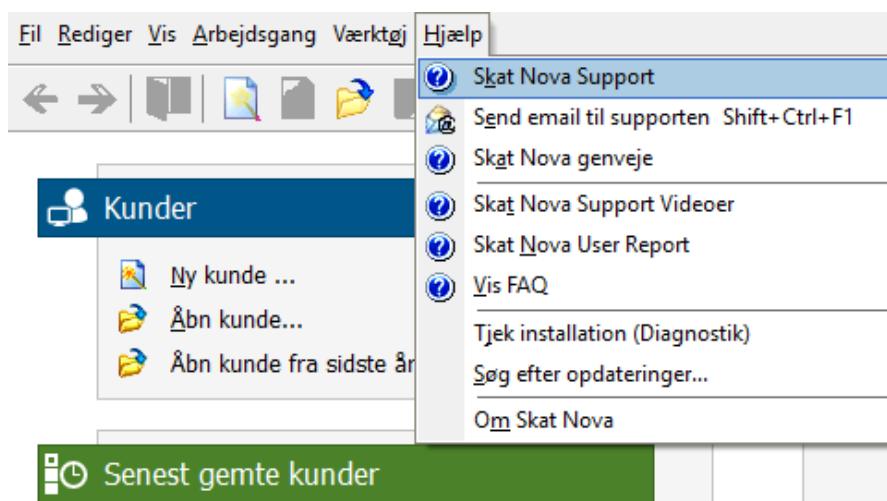 Fil Rediger Vis Arbejdsgang Værktøj Hjælp
Skat Nova Support
Send email til supporten Shift+Ctrl+F1
Skat Nova genveje
Skat Nova Support Videoer
Skat Nova User Report
Vis FAQ
Tjek installation (Diagnostik)
Søg efter opdateringer...
Om Skat Nova
Kunder
Ny kunde ...
Åbn kunde...
Åbn kunde fra sidste år
Senest gemte kunder